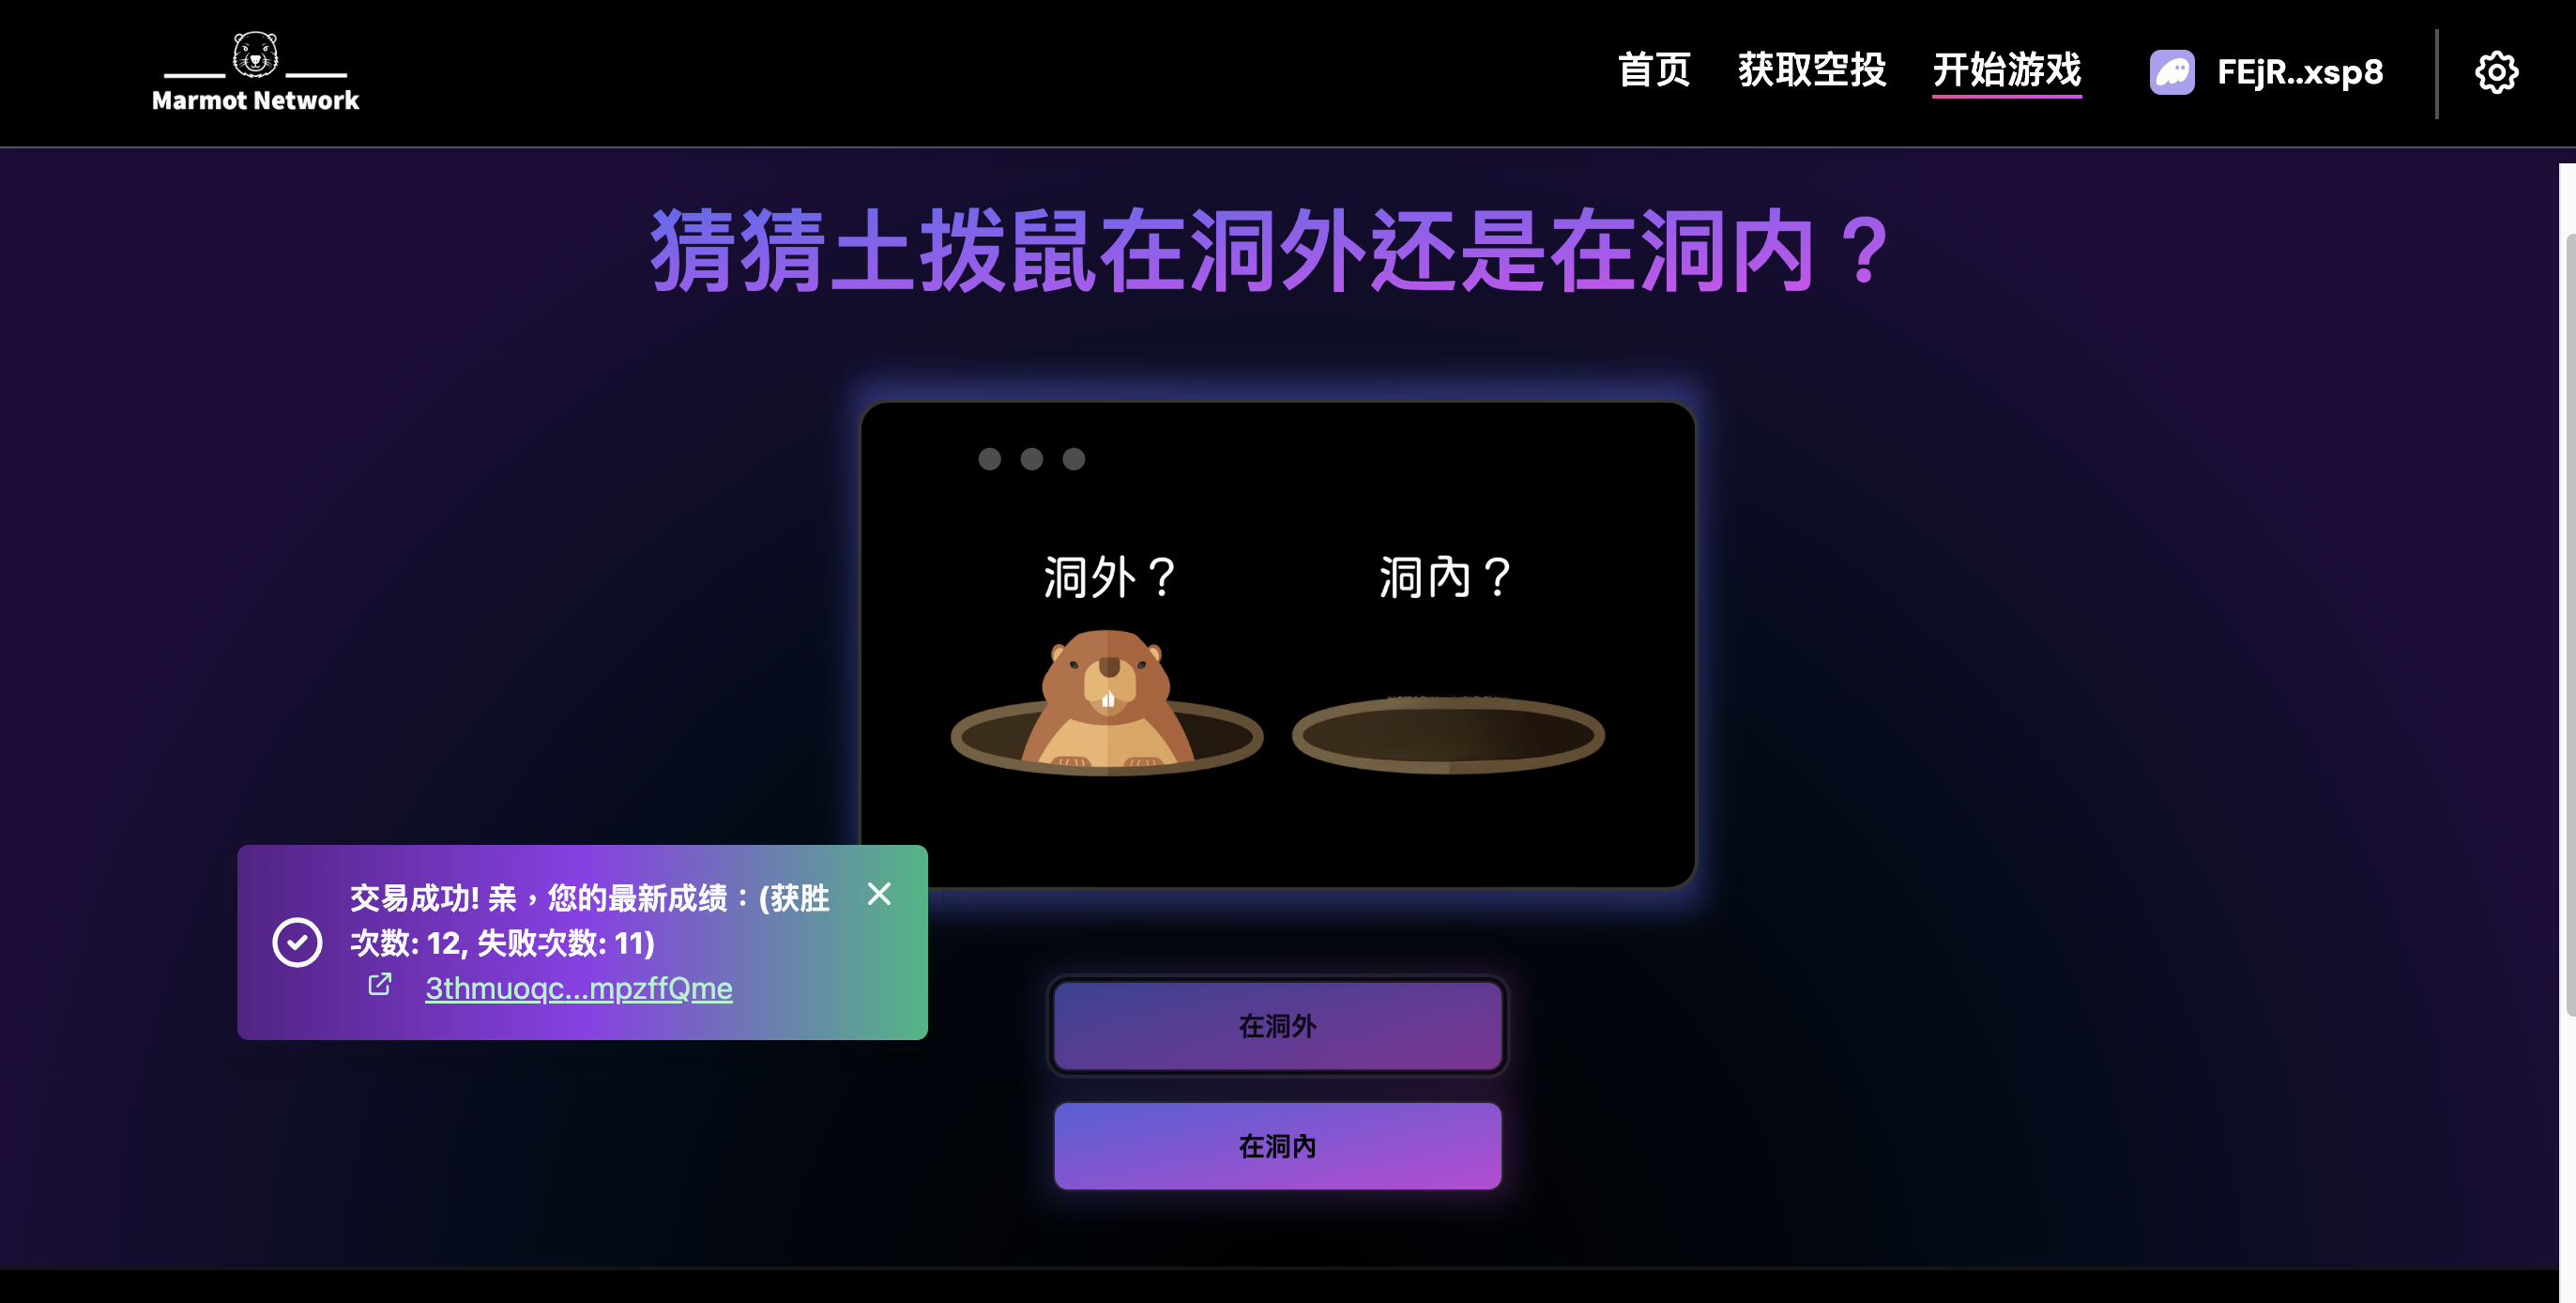 Marmot Network
首页 获取空投 开始游戏 FEjR..xsp8
猜猜土拨鼠在洞外还是在洞内？
洞外？ 洞內？
交易成功! 亲，您的最新成绩：(获胜
次数: 12, 失败次数: 11)
3thmuoqc...mpzffQme
在洞外
在洞內